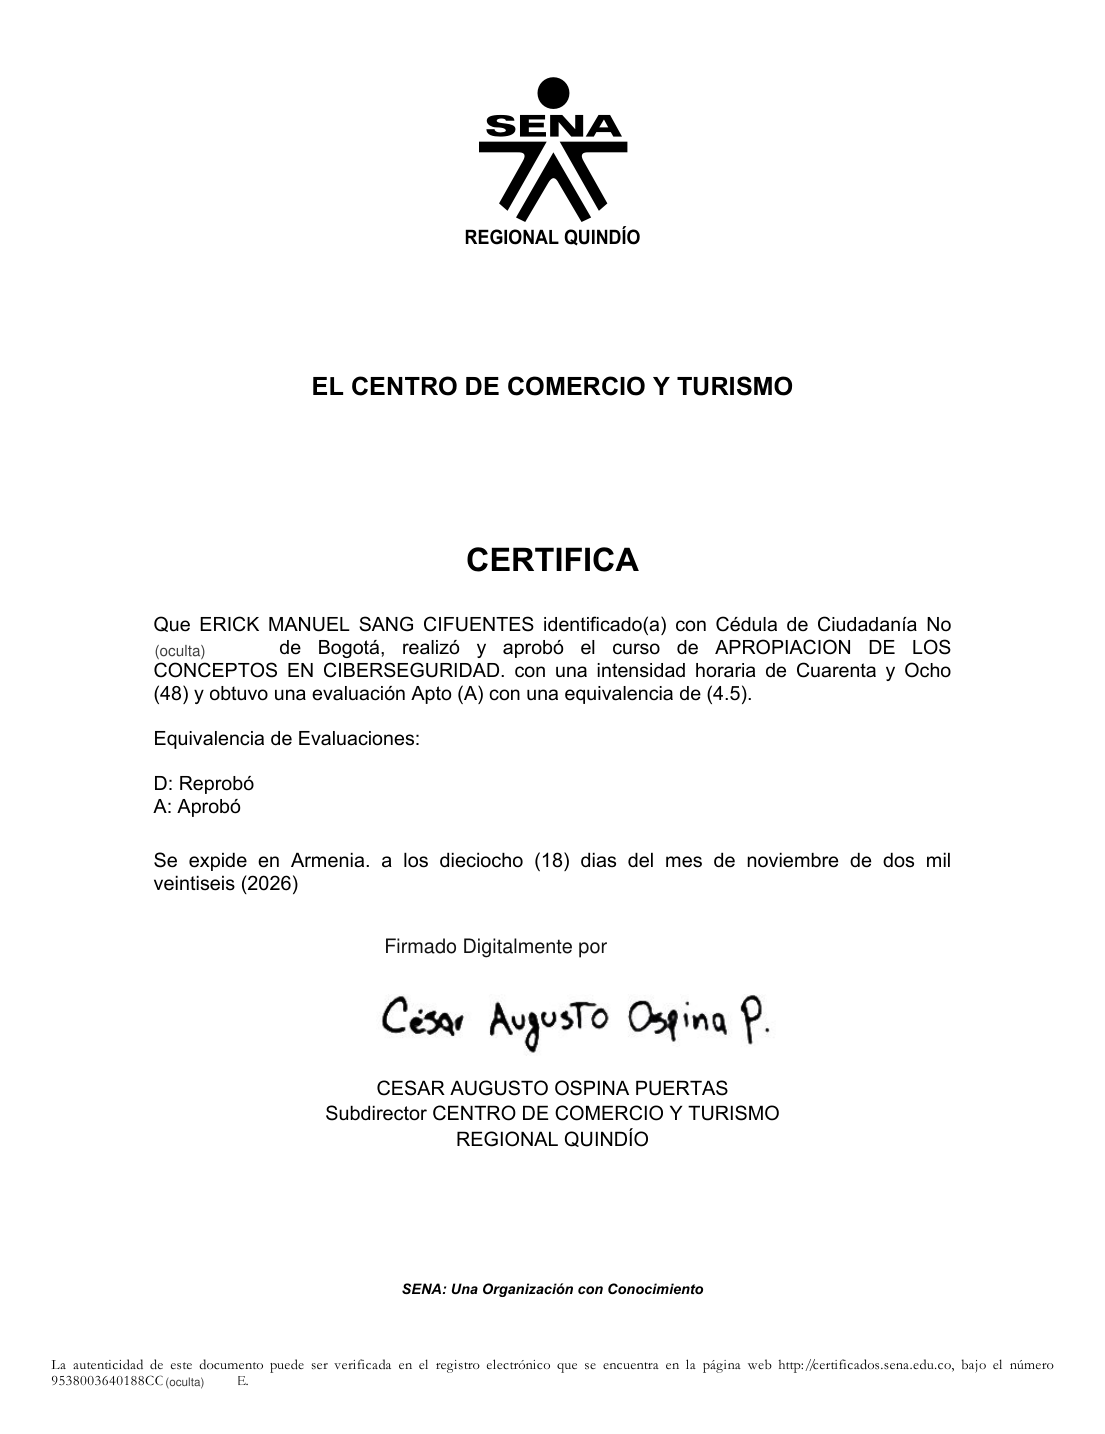 SENA
REGIONAL QUINDÍO
EL CENTRO DE COMERCIO Y TURISMO
CERTIFICA
Que ERICK MANUEL SANG CIFUENTES identificado(a) con Cédula de Ciudadanía No
(oculta) de Bogotá, realizó y aprobó el curso de APROPIACION DE LOS
CONCEPTOS EN CIBERSEGURIDAD. con una intensidad horaria de Cuarenta y Ocho
(48) y obtuvo una evaluación Apto (A) con una equivalencia de (4.5).
Equivalencia de Evaluaciones:
D: Reprobó
A: Aprobó
Se expide en Armenia. a los dieciocho (18) dias del mes de noviembre de dos mil
veintiseis (2026)
Firmado Digitalmente por
César Augusto Ospina P.
CESAR AUGUSTO OSPINA PUERTAS
Subdirector CENTRO DE COMERCIO Y TURISMO
REGIONAL QUINDÍO
SENA: Una Organización con Conocimiento
La autenticidad de este documento puede ser verificada en el registro electrónico que se encuentra en la página web http://certificados.sena.edu.co, bajo el número
9538003640188CC (oculta) E.